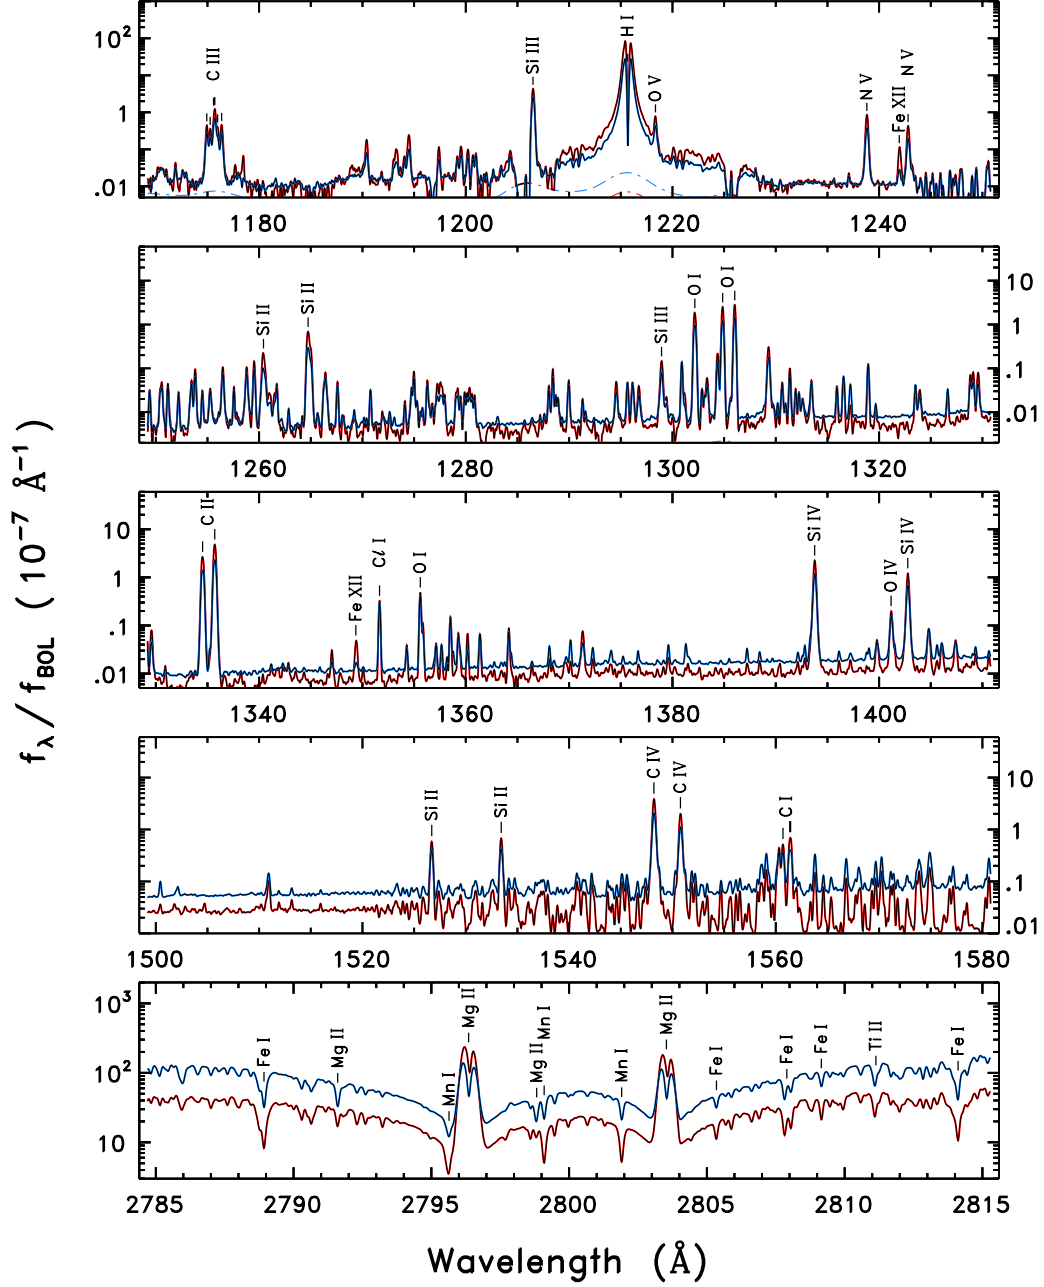 C III
Si III
H I
O V
N V
Fe XII
N V
10²
1
.01
1180
1200
1220
1240
Si II
Si II
Si III
O I
O I
10
1
.1
.01
1260
1280
1300
1320
C II
Fe XII
Cℓ I
O I
Si IV
O IV
Si IV
10
1
.1
.01
1340
1360
1380
1400
Si II
Si II
C IV
C IV
C I
10
1
.1
.01
1500
1520
1540
1560
1580
Fe I
Mg II
Mn I
Mg II
Mg II
Mn I
Mn I
Mg II
Fe I
Fe I
Fe I
Ti II
Fe I
10³
10²
10
2785
2790
2795
2800
2805
2810
2815
f_λ / f_BOL (10⁻⁷ Å⁻¹)
Wavelength (Å)